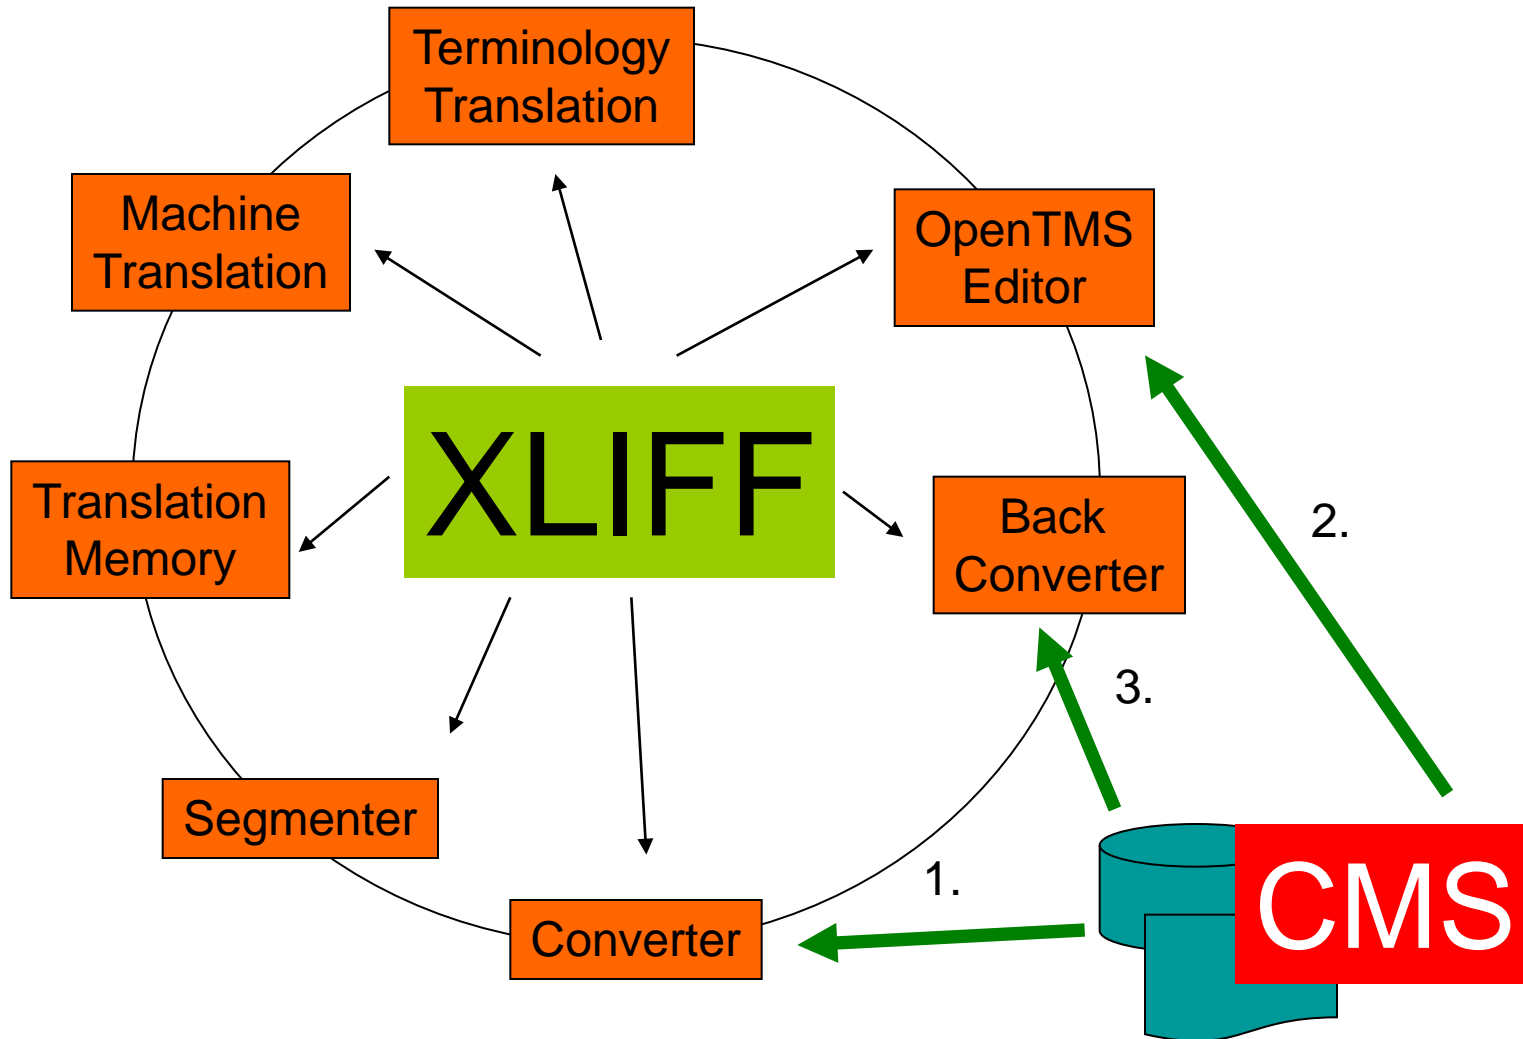 Terminology
Translation
Machine
Translation
OpenTMS
Editor
XLIFF
Translation
Memory
Back
Converter
2.
3.
Segmenter
1.
Converter
CMS